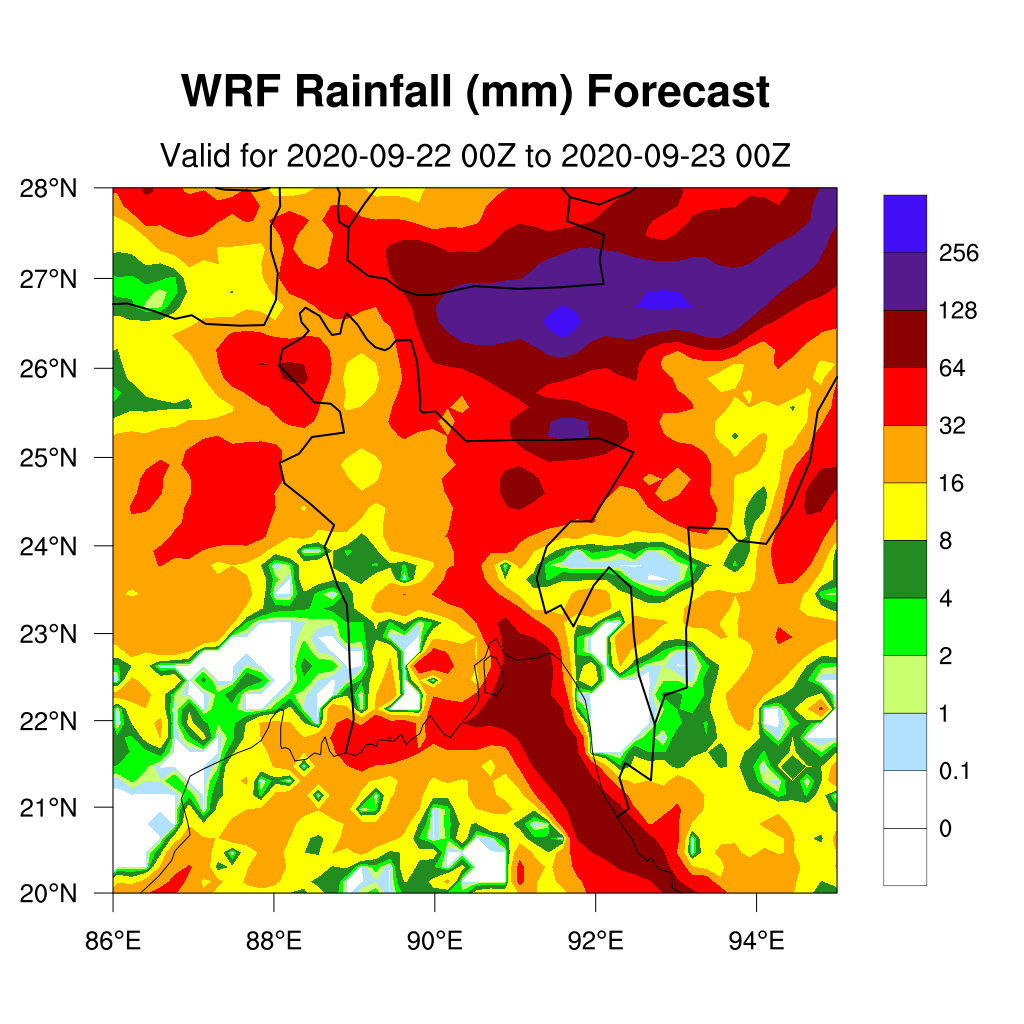 WRF Rainfall (mm) Forecast
Valid for 2020-09-22 00Z to 2020-09-23 00Z
28°N
27°N
26°N
25°N
24°N
23°N
22°N
21°N
20°N
86°E 88°E 90°E 92°E 94°E
256
128
64
32
16
8
4
2
1
0.1
0